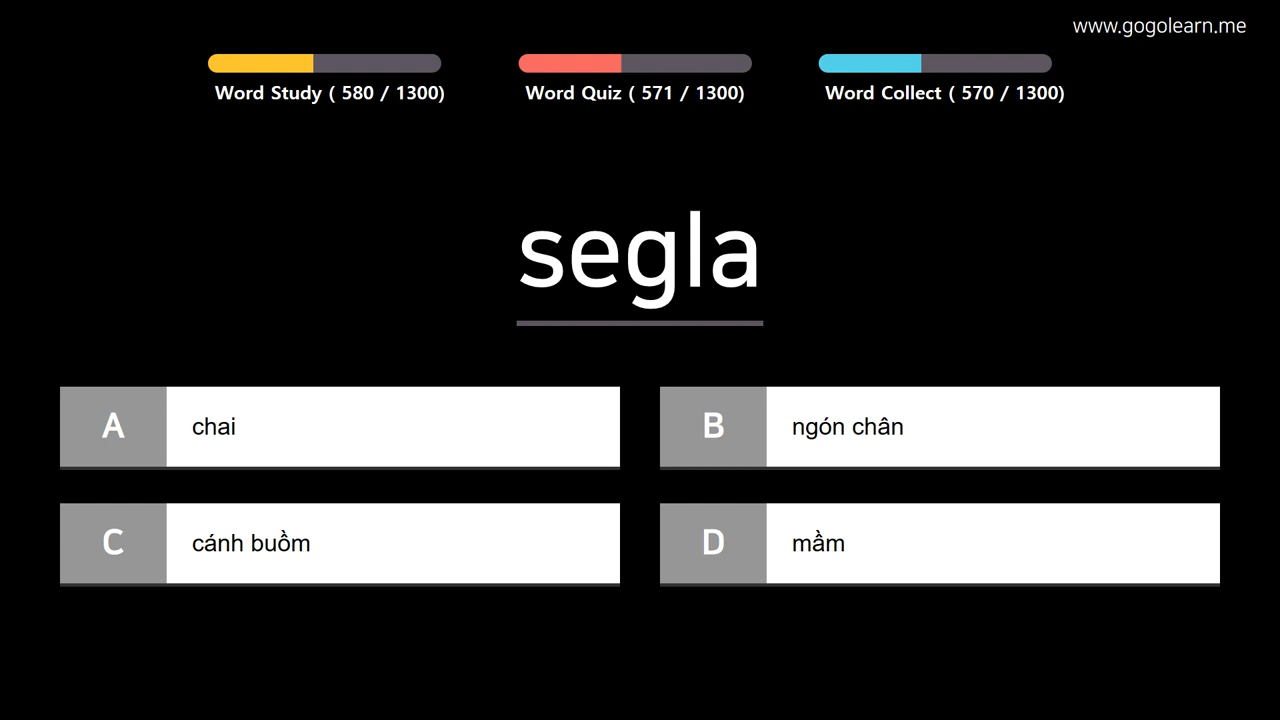 www.gogolearn.me
Word Study ( 580 / 1300)
Word Quiz ( 571 / 1300)
Word Collect ( 570 / 1300)
segla
A chai
B ngón chân
C cánh buồm
D mầm